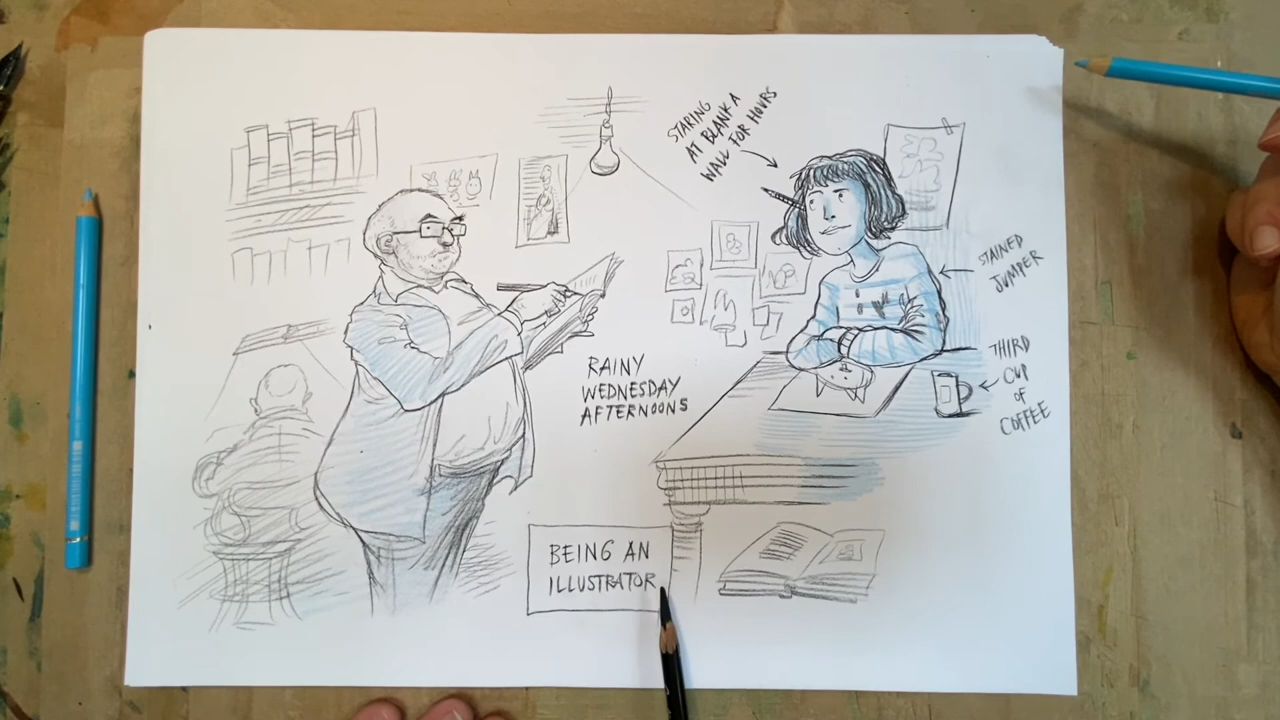 STARING
AT BLANK A
WALL FOR HOURS
STAINED
JUMPER
THIRD
CUP
OF
COFFEE
RAINY
WEDNESDAY
AFTERNOONS
BEING AN
ILLUSTRATOR